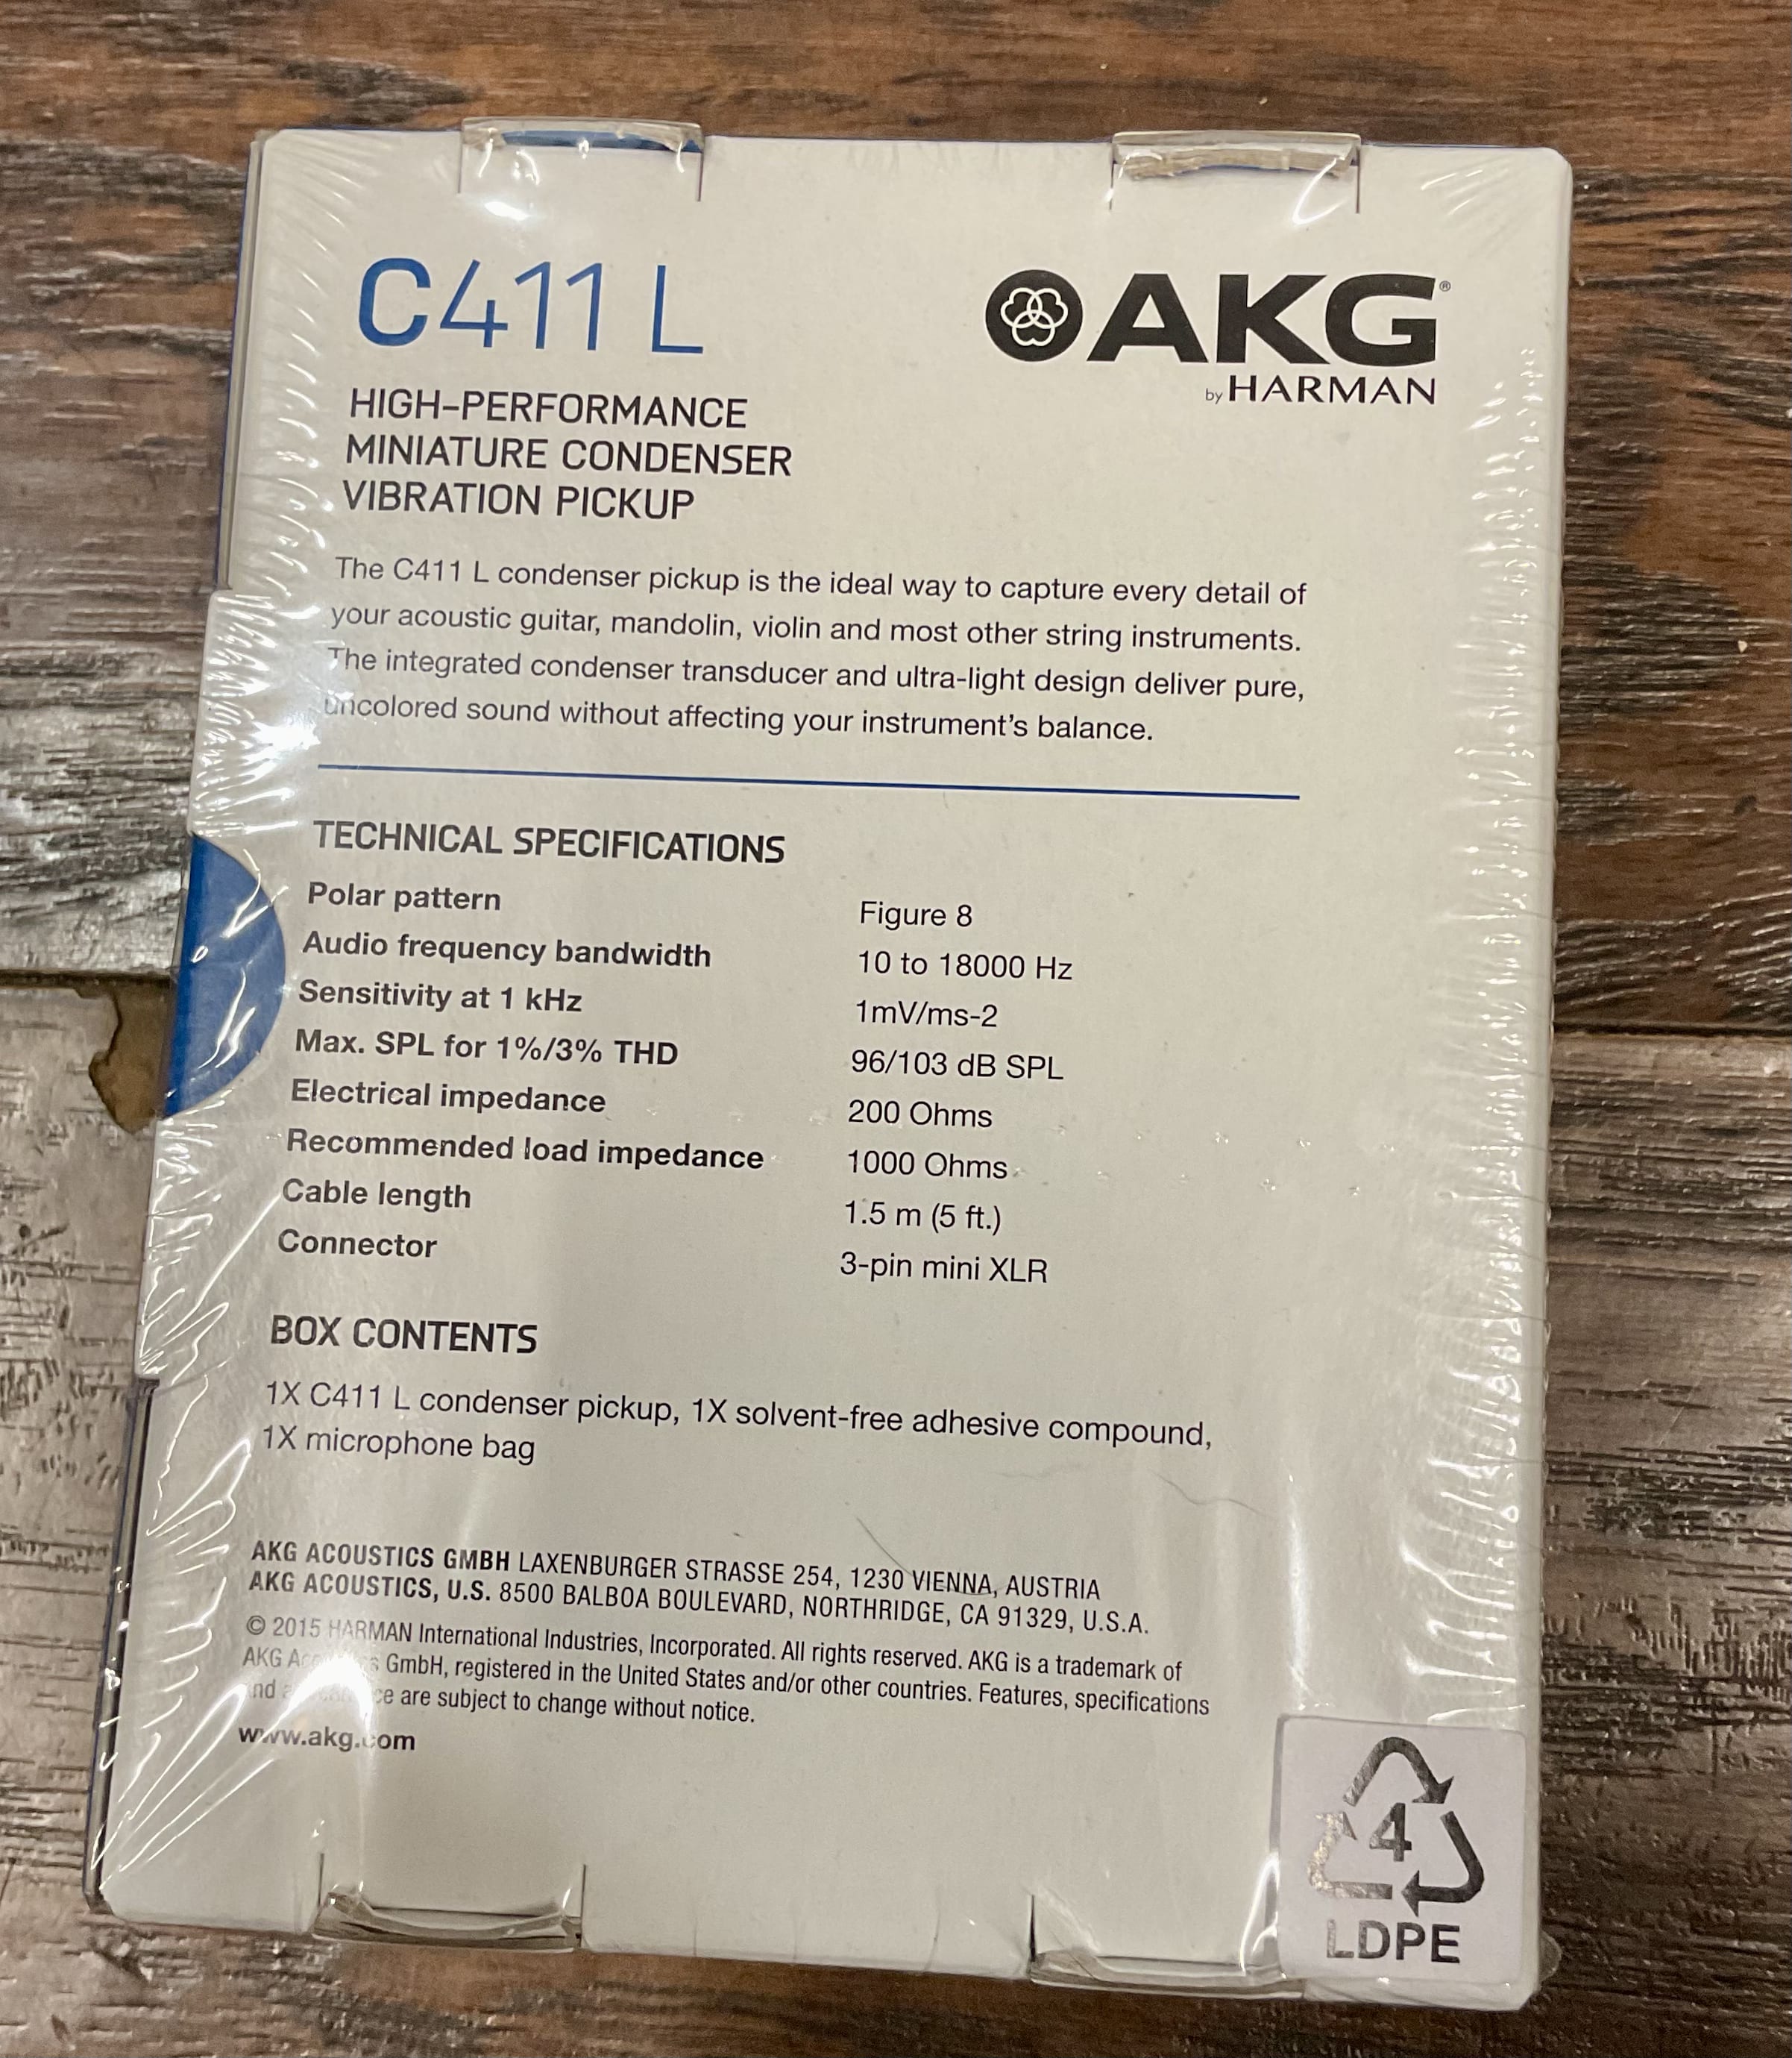 C411 L
AKG®
by HARMAN
HIGH-PERFORMANCE
MINIATURE CONDENSER
VIBRATION PICKUP
The C411 L condenser pickup is the ideal way to capture every detail of
your acoustic guitar, mandolin, violin and most other string instruments.
The integrated condenser transducer and ultra-light design deliver pure,
uncolored sound without affecting your instrument's balance.
TECHNICAL SPECIFICATIONS
Polar pattern Figure 8
Audio frequency bandwidth 10 to 18000 Hz
Sensitivity at 1 kHz 1mV/ms-2
Max. SPL for 1%/3% THD 96/103 dB SPL
Electrical impedance 200 Ohms
Recommended load impedance 1000 Ohms
Cable length 1.5 m (5 ft.)
Connector 3-pin mini XLR
BOX CONTENTS
1X C411 L condenser pickup, 1X solvent-free adhesive compound,
1X microphone bag
AKG ACOUSTICS GMBH LAXENBURGER STRASSE 254, 1230 VIENNA, AUSTRIA
AKG ACOUSTICS, U.S. 8500 BALBOA BOULEVARD, NORTHRIDGE, CA 91329, U.S.A.
© 2015 HARMAN International Industries, Incorporated. All rights reserved. AKG is a trademark of
AKG GmbH, registered in the United States and/or other countries. Features, specifications
and are subject to change without notice.
www.akg.com
4
LDPE